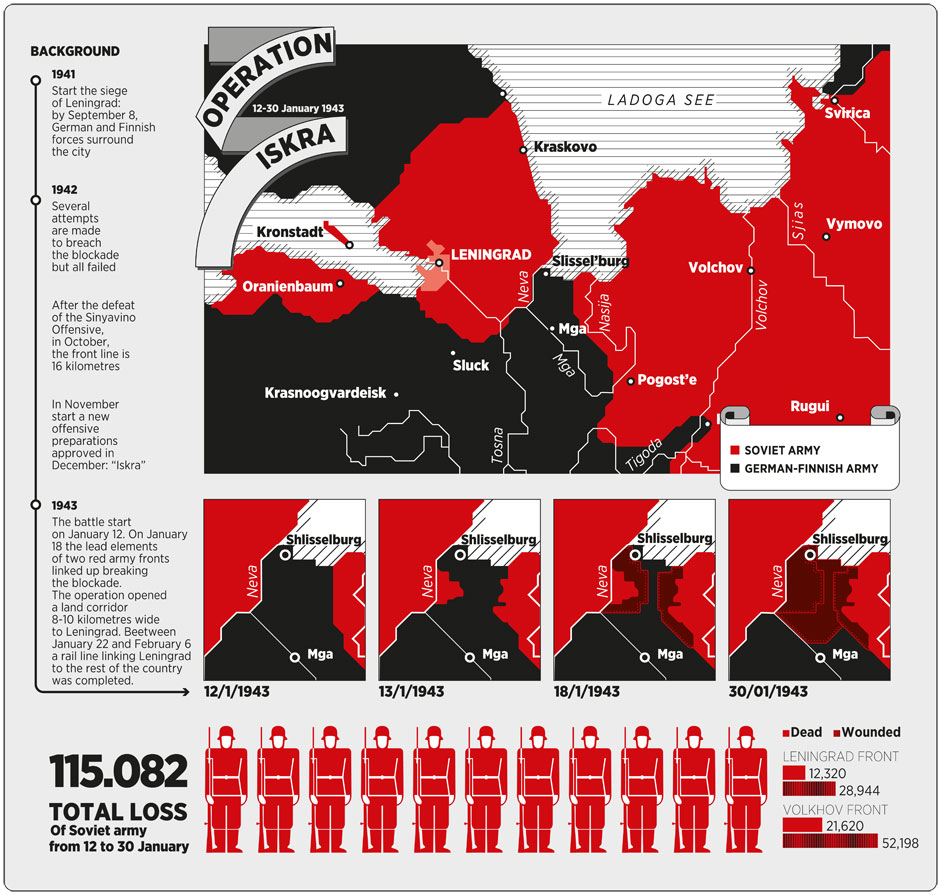 BACKGROUND
1941
Start the siege
of Leningrad:
by September 8,
German and Finnish
forces surround
the city
1942
Several
attempts
are made
to breach
the blockade
but all failed
After the defeat
of the Sinyavino
Offensive,
in October,
the front line is
16 kilometres
In November
start a new
offensive
preparations
approved in
December: “Iskra”
1943
The battle start
on January 12. On January
18 the lead elements
of two red army fronts
linked up breaking
the blockade.
The operation opened
a land corridor
8-10 kilometres wide
to Leningrad. Beetween
January 22 and February 6
a rail line linking Leningrad
to the rest of the country
was completed.
OPERATION
12-30 January 1943
ISKRA
LADOGA SEE
Svirica
Kraskovo
Kronstadt
LENINGRAD
Sjias
Vymovo
Slissel’burg
Volchov
Oranienbaum
Neva
Nasija
Volchov
Mga
Sluck
Mga
Pogost’e
Krasnoogvardeisk
Rugui
Tosna
Tigoda
SOVIET ARMY
GERMAN-FINNISH ARMY
Shlisselburg
Neva
Mga
12/1/1943
Shlisselburg
Neva
Mga
13/1/1943
Shlisselburg
Neva
Mga
18/1/1943
Shlisselburg
Neva
Mga
30/01/1943
115.082
TOTAL LOSS
Of Soviet army
from 12 to 30 January
Dead Wounded
LENINGRAD FRONT
12,320
28,944
VOLKHOV FRONT
21,620
52,198